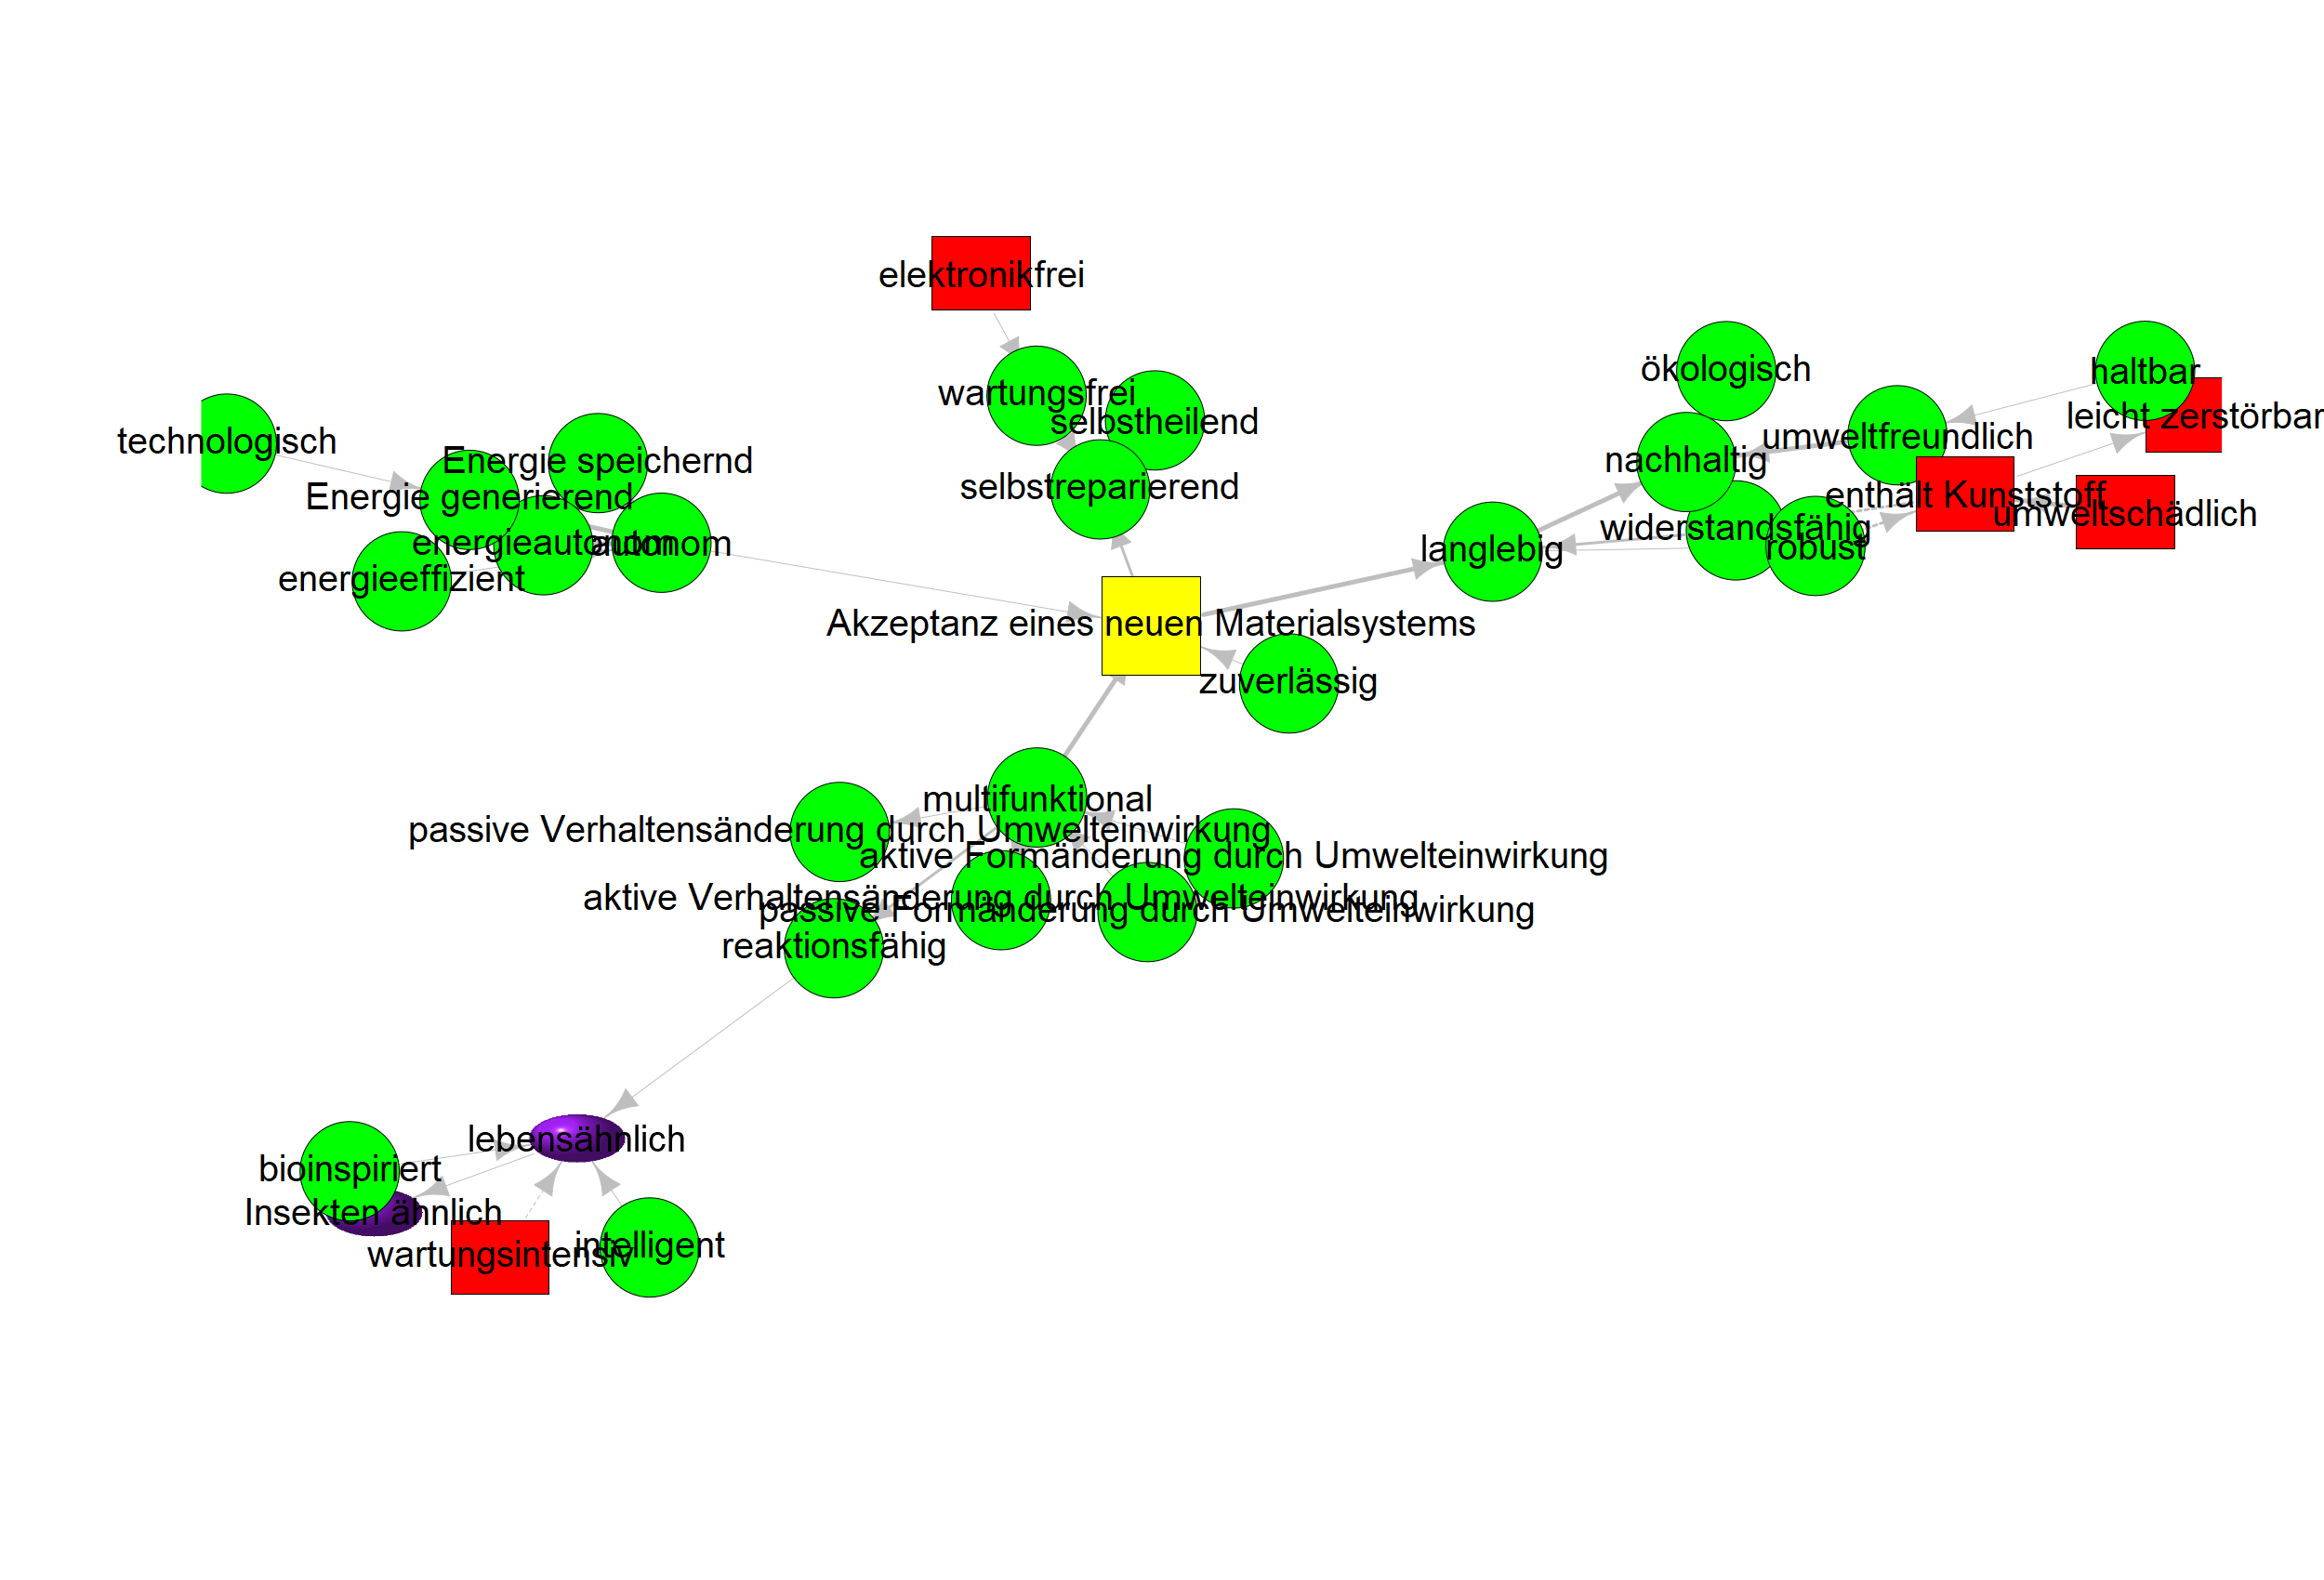 elektronikfrei
ökologisch
haltbar
wartungsfrei
leicht zerstörbar
selbstheilend
umweltfreundlich
technologisch
Energie speichernd
nachhaltig
selbstreparierend
Energie generierend
enthält Kunststoff
umweltschädlich
widerstandsfähig
energieautonom
autonom
robust
langlebig
energieeffizient
Akzeptanz eines neuen Materialsystems
zuverlässig
multifunktional
passive Verhaltensänderung durch Umwelteinwirkung
aktive Formänderung durch Umwelteinwirkung
aktive Verhaltensänderung durch Umwelteinwirkung
passive Formänderung durch Umwelteinwirkung
reaktionsfähig
lebensähnlich
bioinspiriert
Insekten ähnlich
intelligent
wartungsintensiv